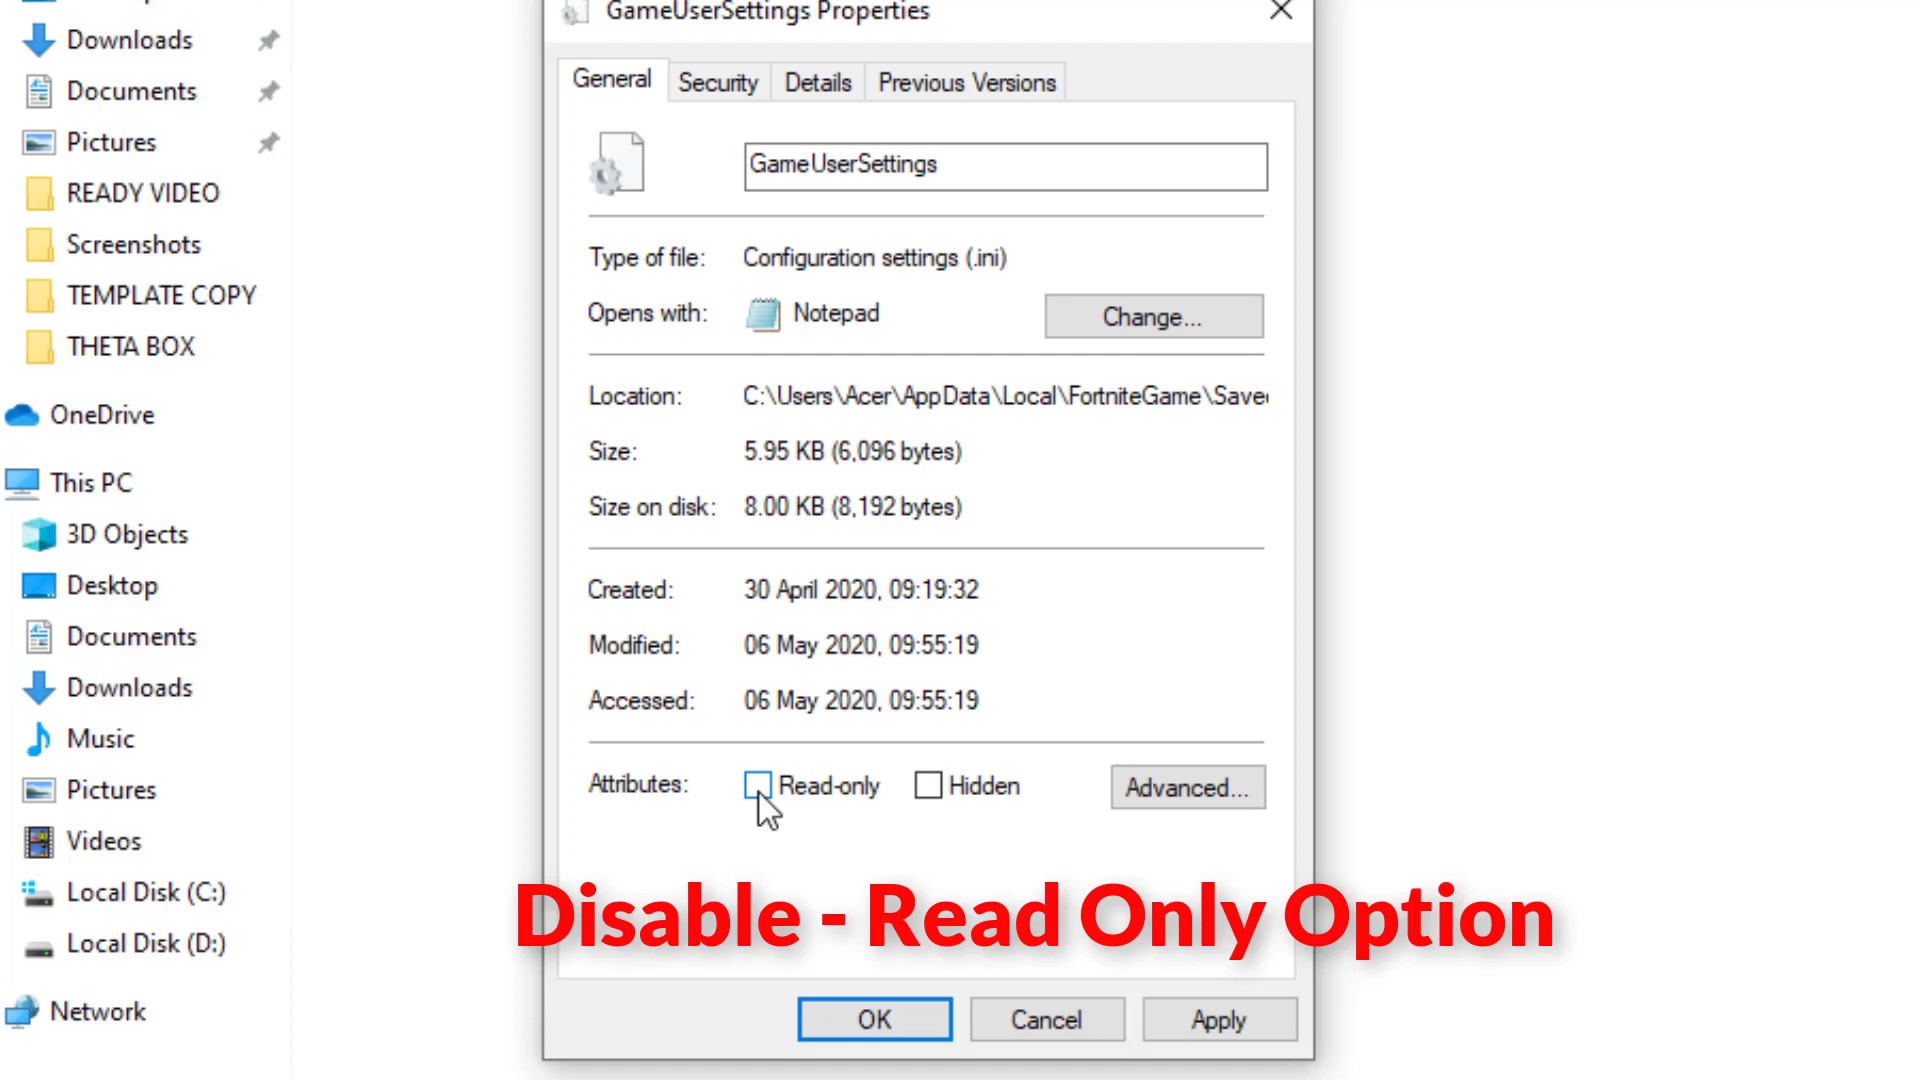 GameUserSettings Properties
Downloads
Documents
Pictures
READY VIDEO
Screenshots
TEMPLATE COPY
THETA BOX
OneDrive
This PC
3D Objects
Desktop
Documents
Downloads
Music
Pictures
Videos
Local Disk (C:)
Local Disk (D:)
Network
General Security Details Previous Versions
GameUserSettings
Type of file: Configuration settings (.ini)
Opens with: Notepad Change...
Location: C:\Users\Acer\AppData\Local\FortniteGame\Save
Size: 5.95 KB (6,096 bytes)
Size on disk: 8.00 KB (8,192 bytes)
Created: 30 April 2020, 09:19:32
Modified: 06 May 2020, 09:55:19
Accessed: 06 May 2020, 09:55:19
Attributes: Read-only Hidden Advanced...
Disable - Read Only Option
OK Cancel Apply